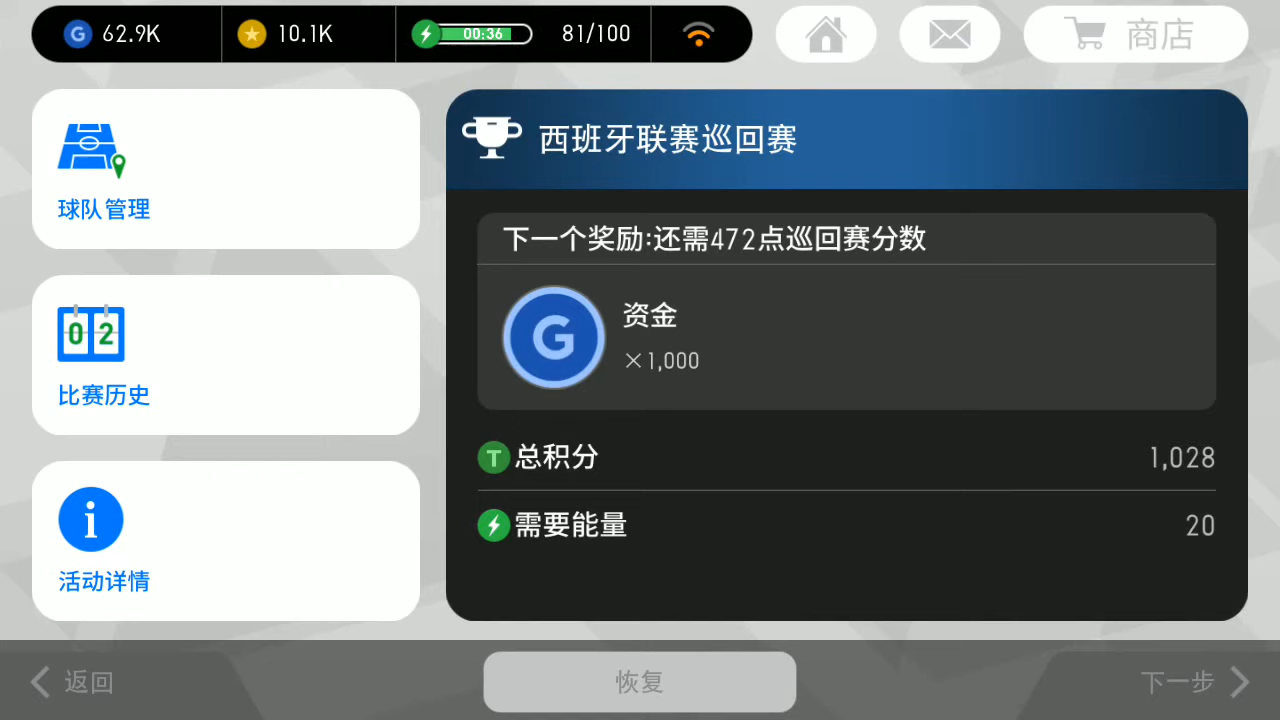 G 62.9K
10.1K
00:36
81/100
商店
球队管理
02
比赛历史
i
活动详情
西班牙联赛巡回赛
下一个奖励:还需472点巡回赛分数
G
资金
×1,000
T 总积分 1,028
需要能量 20
返回
恢复
下一步